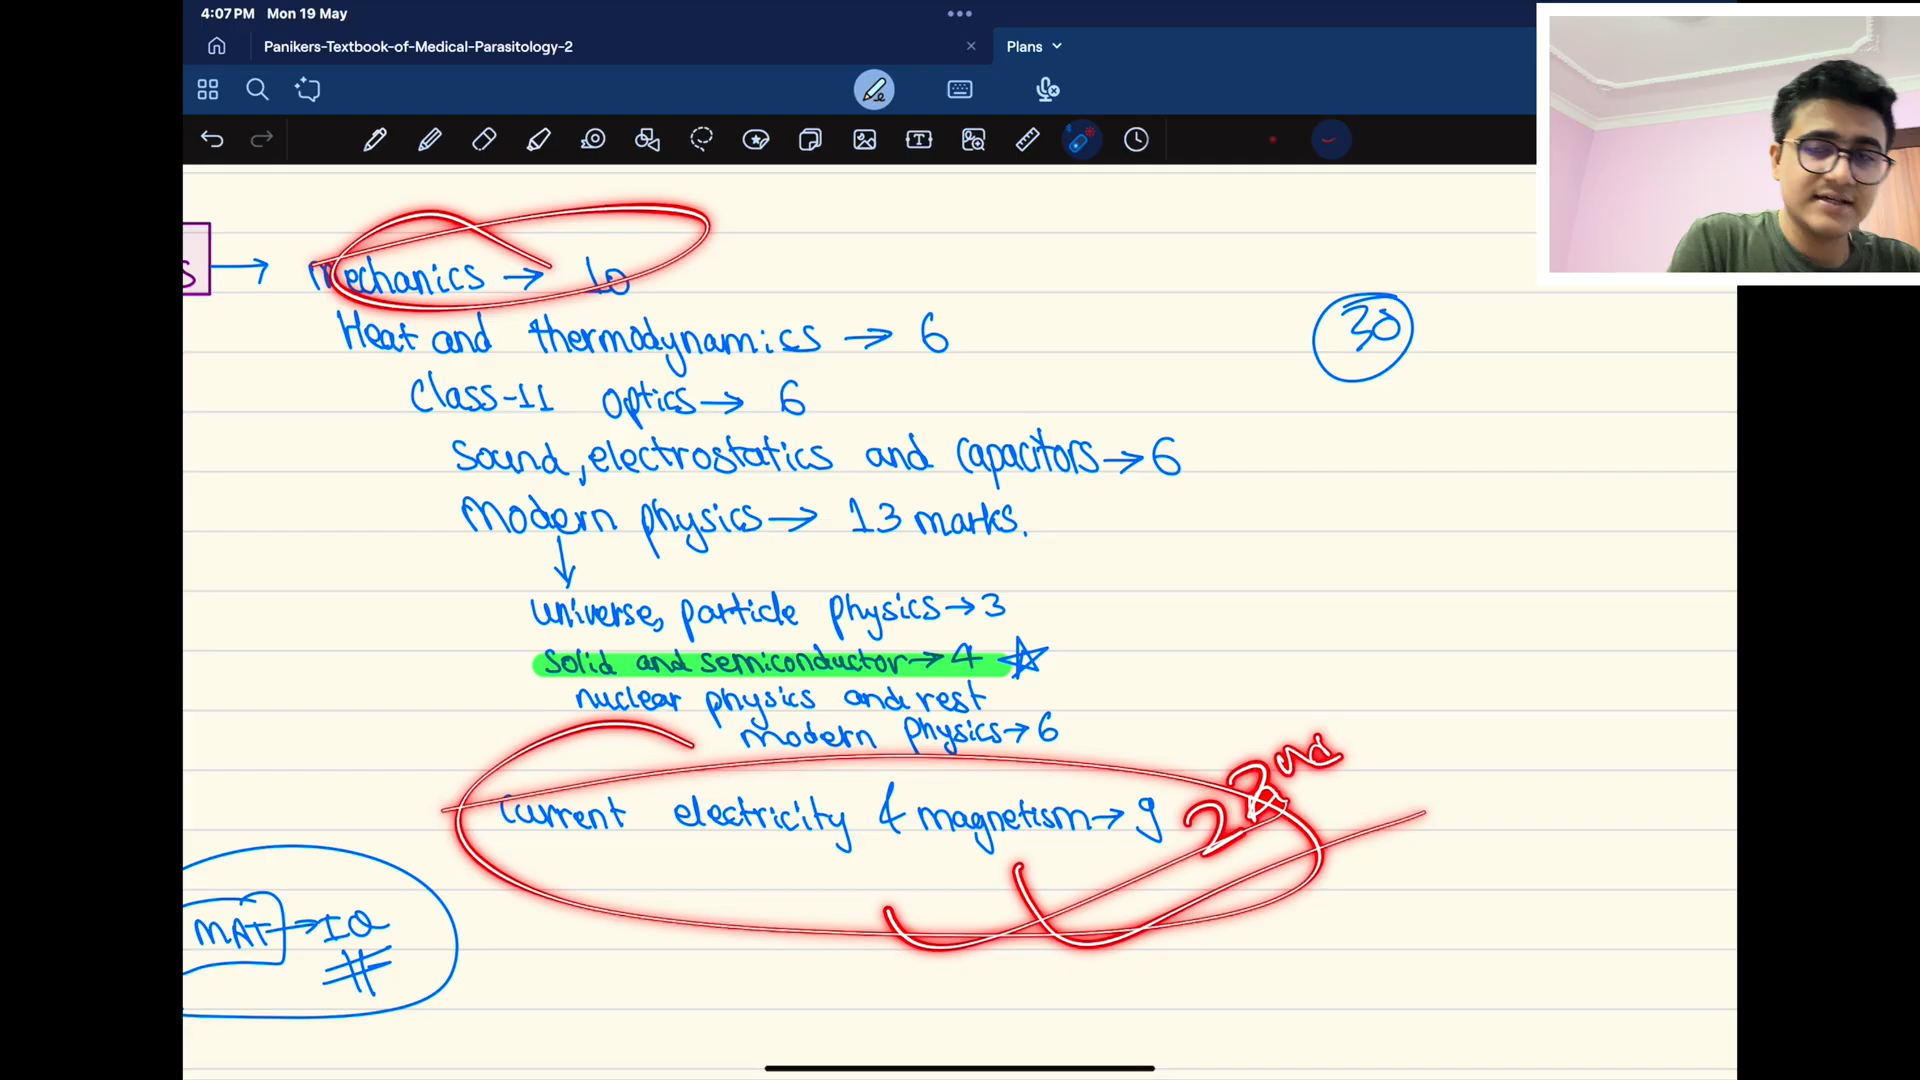 4:07 PM Mon 19 May
Panikers-Textbook-of-Medical-Parasitology-2
Plans
S → Mechanics → 10
30
Heat and thermodynamics → 6
Class-11 optics → 6
Sound, electrostatics and capacitors → 6
Modern physics → 13 marks.
universe, particle physics → 3
solid and semiconductor → 4
nuclear physics and rest
modern physics → 6
2nd
current electricity & magnetism → 9
MAT → IQ